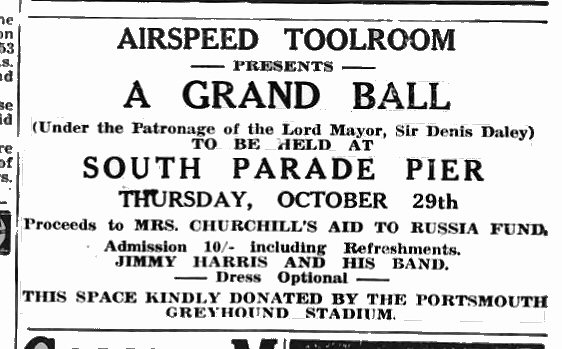 AIRSPEED TOOLROOM
— PRESENTS —
A GRAND BALL
(Under the Patronage of the Lord Mayor, Sir Denis Daley)
TO BE HELD AT
SOUTH PARADE PIER
THURSDAY, OCTOBER 29th
Proceeds to MRS. CHURCHILL'S AID TO RUSSIA FUND.
Admission 10/- including Refreshments.
JIMMY HARRIS AND HIS BAND.
— Dress Optional —
THIS SPACE KINDLY DONATED BY THE PORTSMOUTH
GREYHOUND STADIUM.